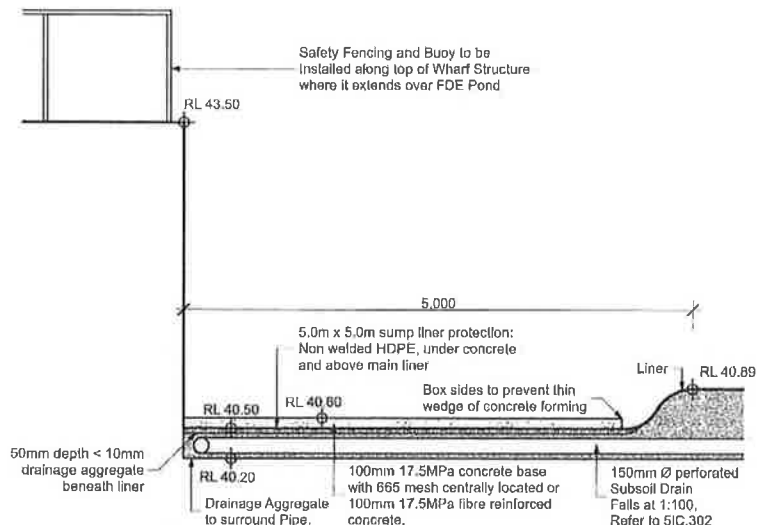 Safety Fencing and Buoy to be
Installed along top of Wharf Structure
where it extends over FDE Pond
RL 43.50
5,000
5.0m x 5.0m sump liner protection:
Non welded HDPE, under concrete
and above main liner
Liner
RL 40.89
Box sides to prevent thin
wedge of concrete forming
RL 40.50
RL 40.60
50mm depth < 10mm
drainage aggregate
beneath liner
RL 40.20
Drainage Aggregate
to surround Pipe.
100mm 17.5MPa concrete base
with 665 mesh centrally located or
100mm 17.5MPa fibre reinforced
concrete.
150mm Ø perforated
Subsoil Drain
Falls at 1:100,
Refer to SIC.302